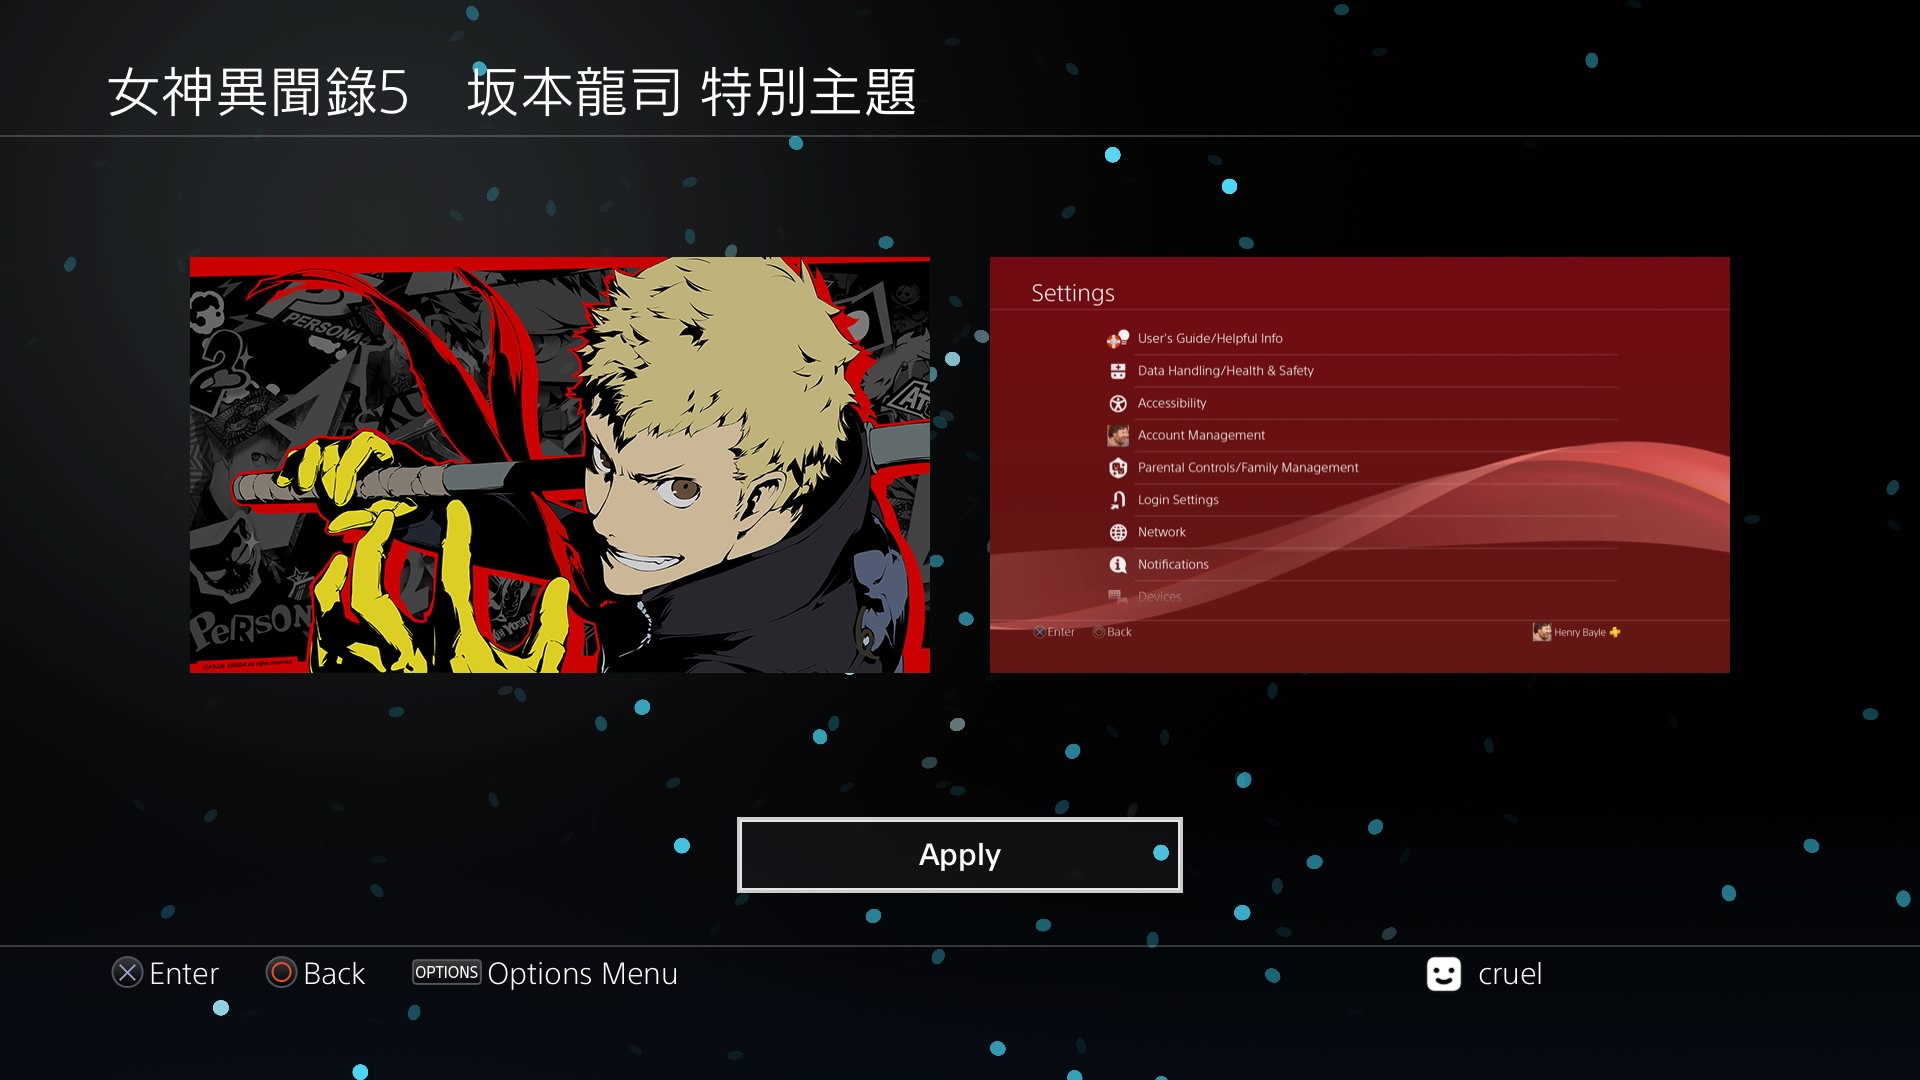 女神異聞錄5　坂本龍司 特別主題
PERSONA
PERSON
Settings
User's Guide/Helpful Info
Data Handling/Health & Safety
Accessibility
Account Management
Parental Controls/Family Management
Login Settings
Network
Notifications
Devices
Enter
Back
Henry Bayle
Apply
Enter
Back
OPTIONS Options Menu
cruel